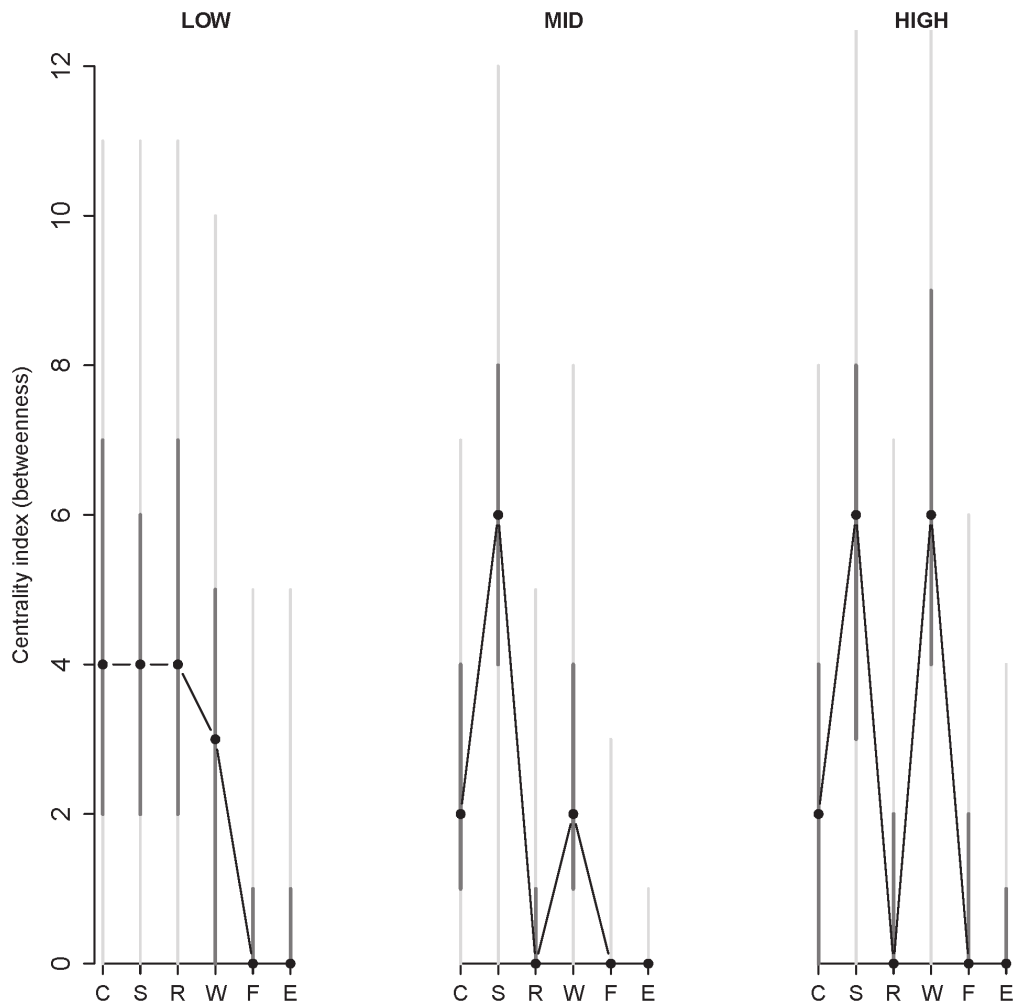 LOW MID HIGH
12
10
8
6
4
2
0
Centrality index (betweenness)
C S R W F E C S R W F E C S R W F E